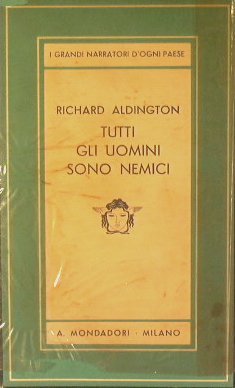 I GRANDI NARRATORI D'OGNI PAESE
RICHARD ALDINGTON
TUTTI
GLI UOMINI
SONO NEMICI
A. MONDADORI · MILANO